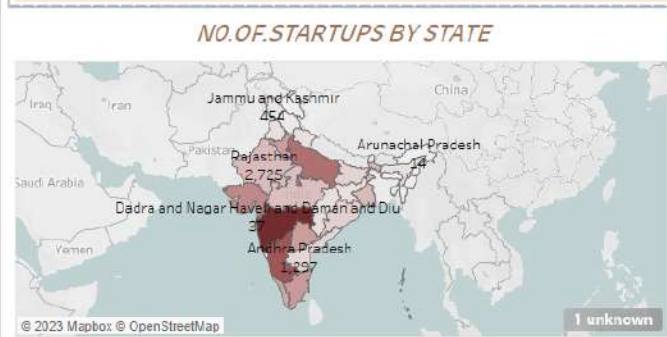 NO.OF.STARTUPS BY STATE
China
Jammu and Kashmir
454
Iraq
Iran
Arunachal Pradesh
14
Pakistan
Rajasthan
2,725
Saudi Arabia
Dadra and Nagar Haveli and Daman and Diu
37
Yemen
Andhra Pradesh
1,297
1 unknown
© 2023 Mapbox © OpenStreetMap